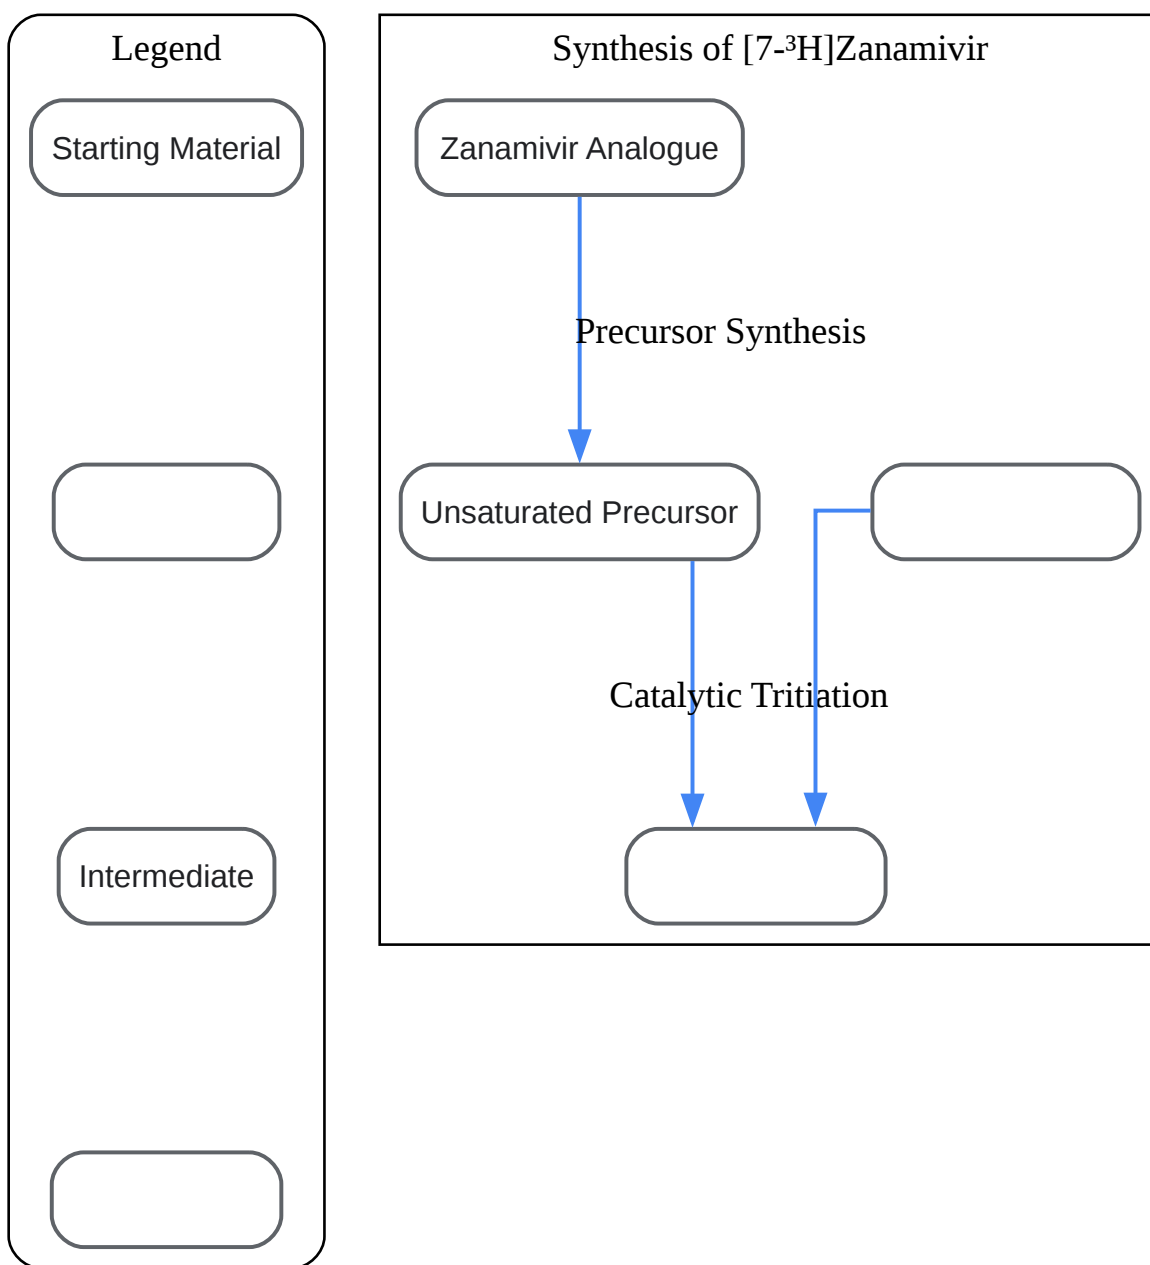 Legend
Starting Material
Intermediate
Synthesis of [7-³H]Zanamivir
Zanamivir Analogue
Precursor Synthesis
Unsaturated Precursor
Catalytic Tritiation